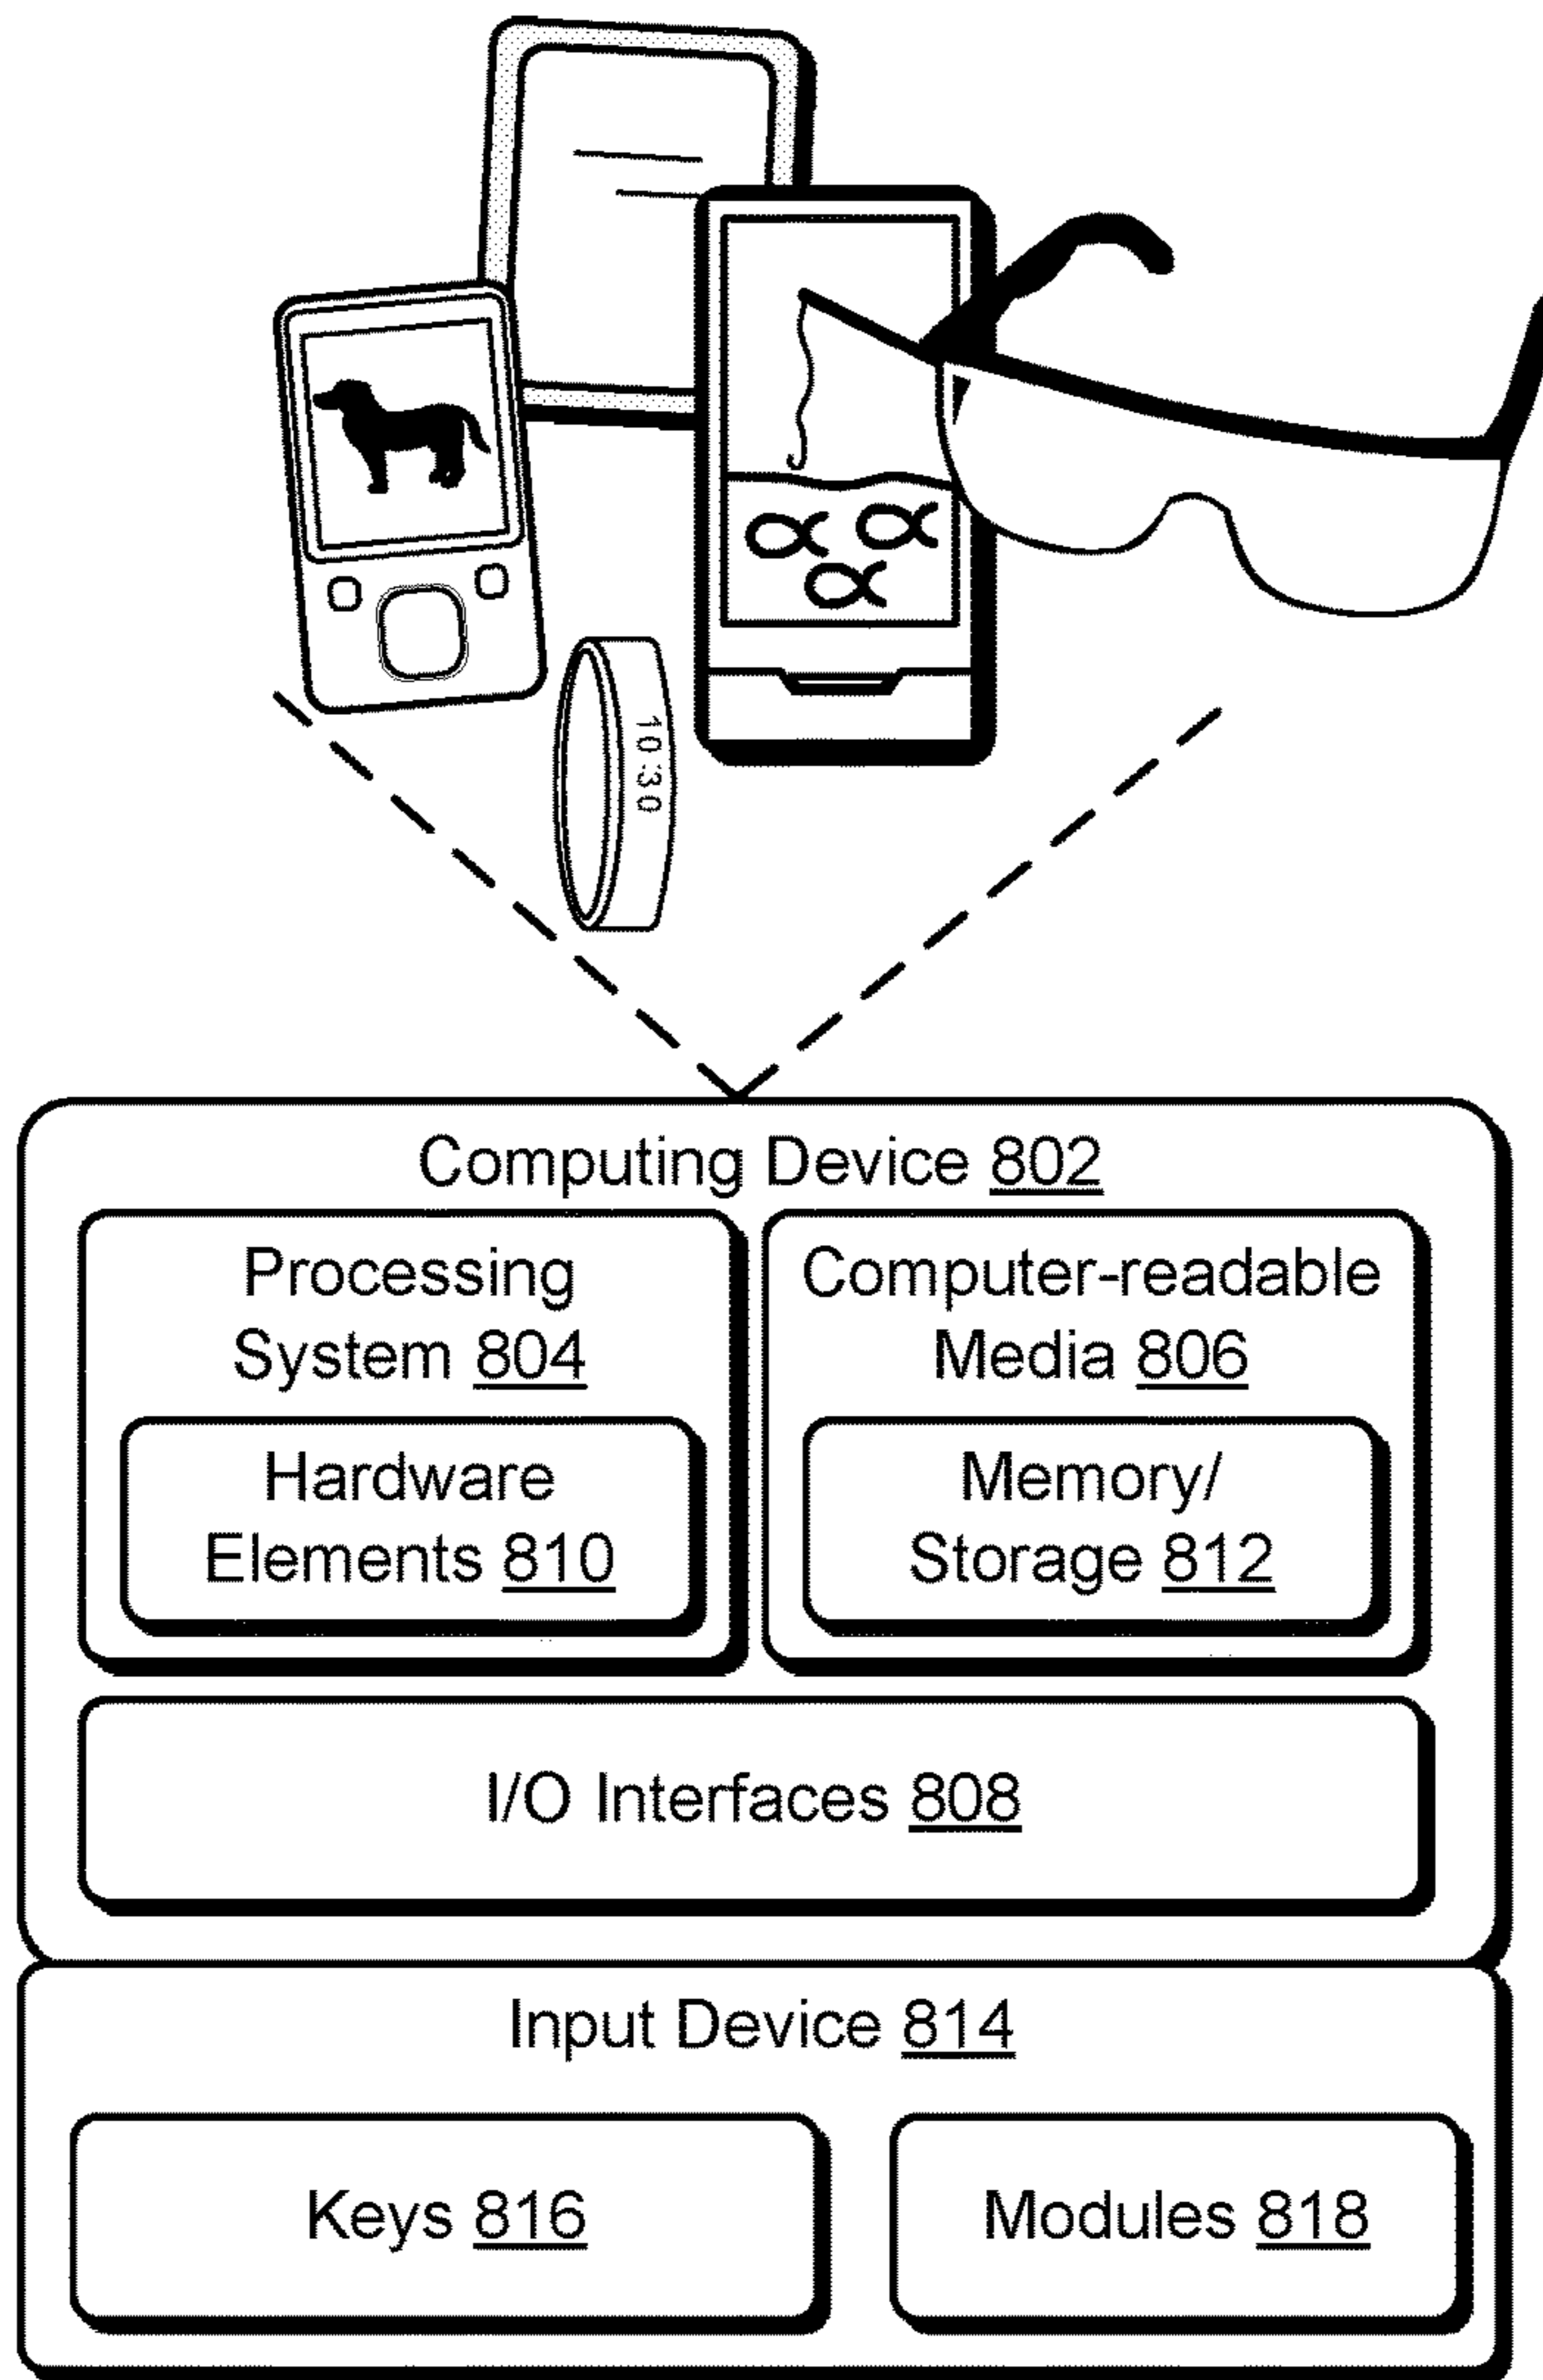 10:30
Computing Device 802
Processing
System 804
Hardware
Elements 810
Computer-readable
Media 806
Memory/
Storage 812
I/O Interfaces 808
Input Device 814
Keys 816
Modules 818